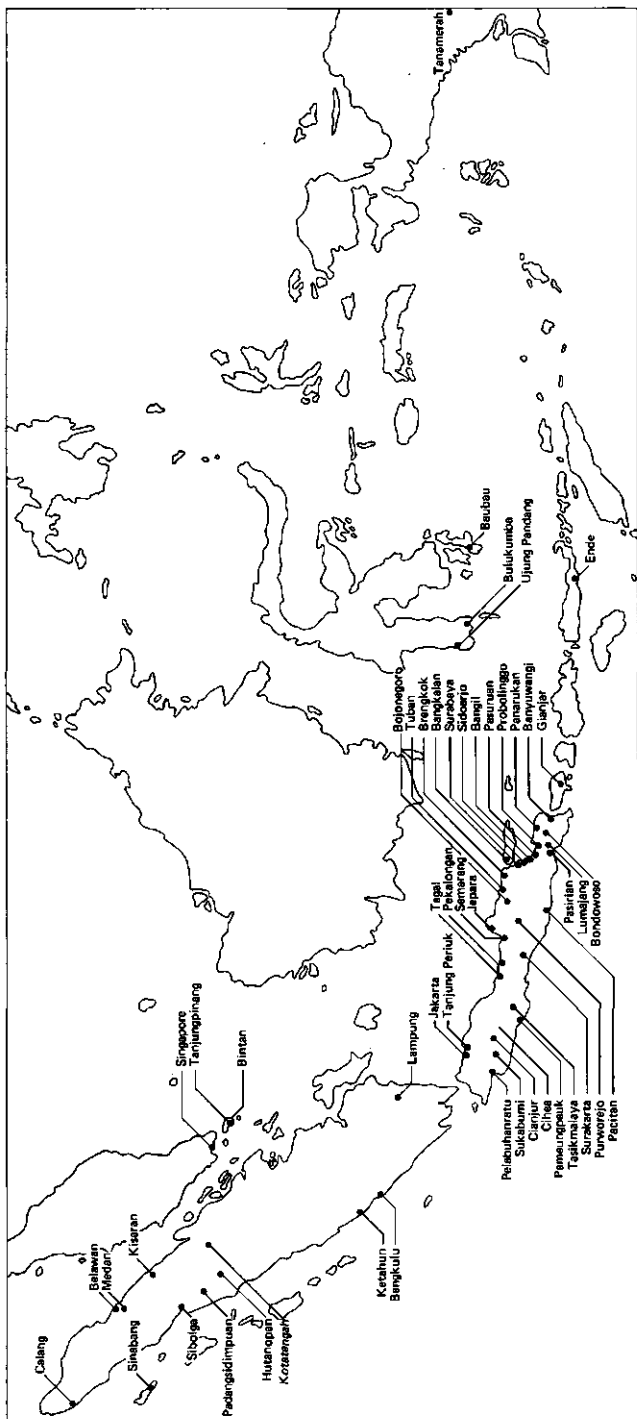 Calang
Sinabang
Belawan
Medan
Kisaran
Sibolga
Padangsidimpuan
Hutanopan
Kotatengah
Singapore
Tanjungpinang
Bintan
Ketahun
Bengkulu
Lampung
Jakarta
Tanjung Periuk
Pelabuhanratu
Sukabumi
Cianjur
Cihea
Pameungpeuk
Tasikmalaya
Surakarta
Purworejo
Pacitan
Tagal
Pekalongan
Semarang
Jepara
Pasirian
Lumajang
Bondowoso
Bojonegoro
Tuban
Brengkok
Bangkalan
Surabaya
Sidoarjo
Bangil
Pasuruan
Probolinggo
Panarukan
Banyuwangi
Gianjar
Bulukumba
Ujung Pandang
Baubau
Ende
Tanamerah